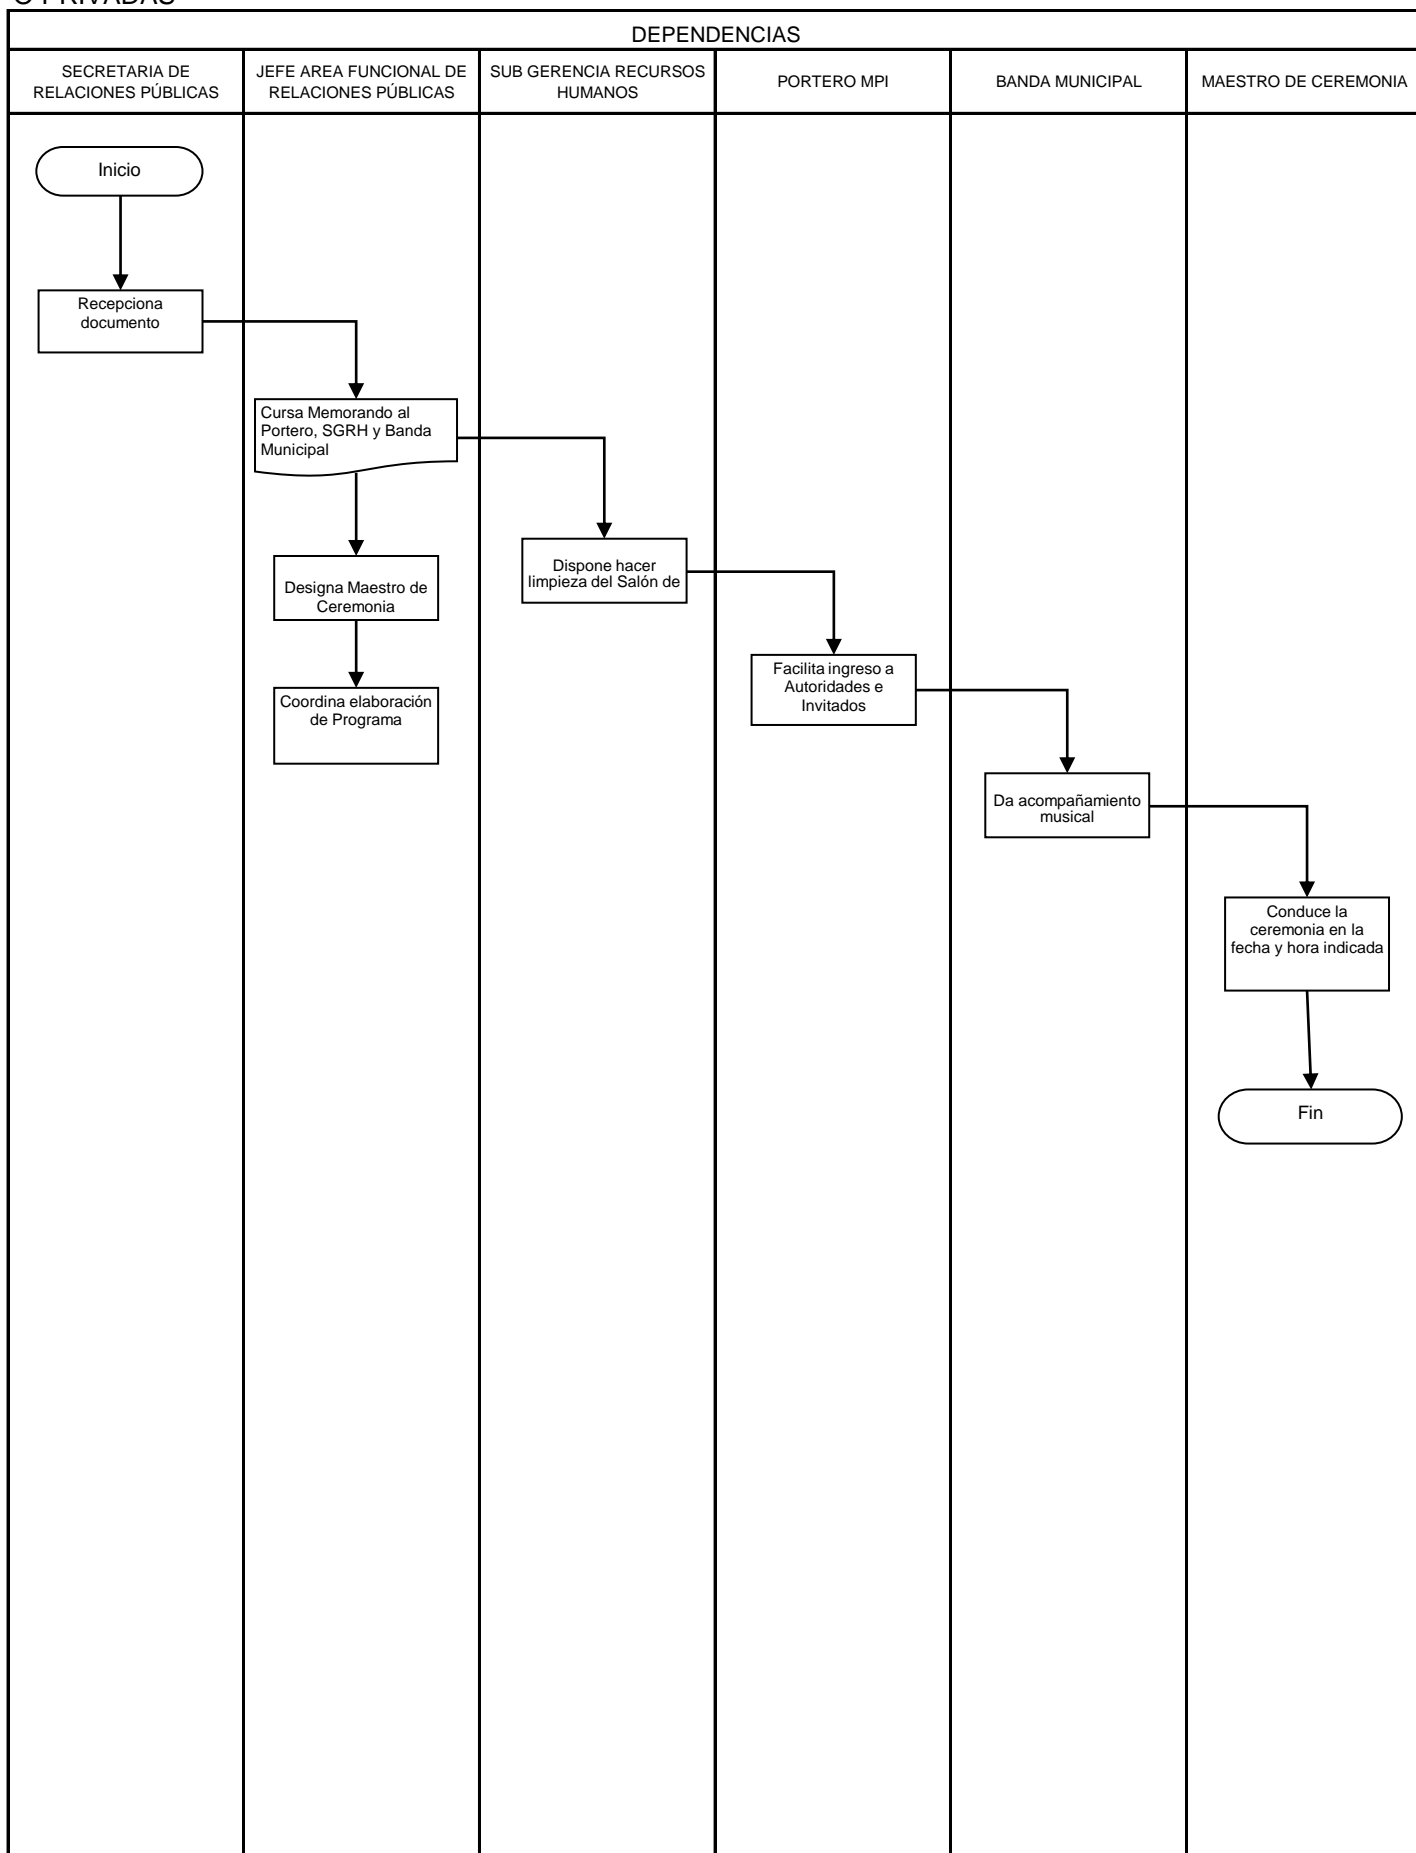 O PRIVADAS
DEPENDENCIAS
SECRETARIA DE
RELACIONES PÚBLICAS
JEFE AREA FUNCIONAL DE
RELACIONES PÚBLICAS
SUB GERENCIA RECURSOS
HUMANOS
PORTERO MPI
BANDA MUNICIPAL
MAESTRO DE CEREMONIA
Inicio
Recepciona
documento
Cursa Memorando al
Portero, SGRH y Banda
Municipal
Dispone hacer
limpieza del Salón de
Designa Maestro de
Ceremonia
Facilita ingreso a
Autoridades e
Invitados
Coordina elaboración
de Programa
Da acompañamiento
musical
Conduce la
ceremonia en la
fecha y hora indicada
Fin